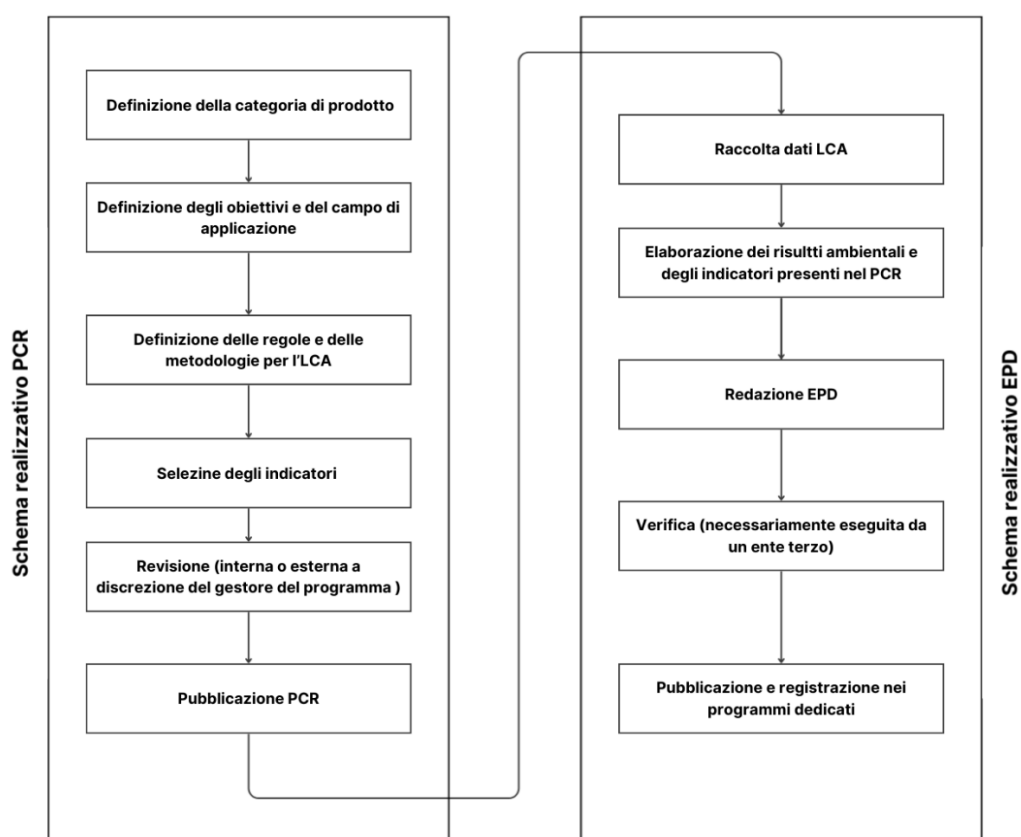 Schema realizzativo PCR
Definizione della categoria di prodotto
Definizione degli obiettivi e del campo di
applicazione
Definizione delle regole e delle
metodologie per l'LCA
Selezine degli indicatori
Revisione (interna o esterna a
discrezione del gestore del programma )
Pubblicazione PCR
Raccolta dati LCA
Elaborazione dei risultti ambientali e
degli indicatori presenti nel PCR
Redazione EPD
Verifica (necessariamente eseguita da
un ente terzo)
Pubblicazione e registrazione nei
programmi dedicati
Schema realizzativo EPD